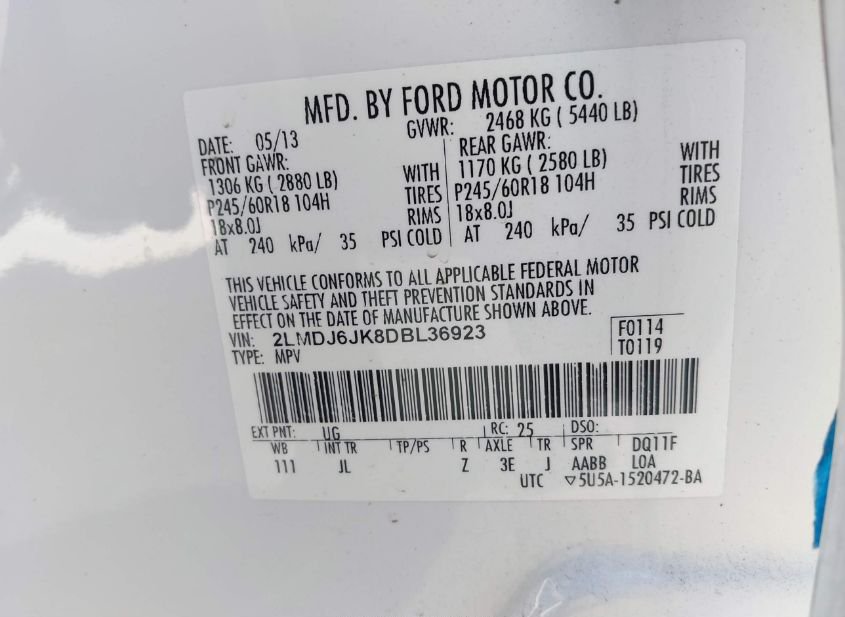 MFD. BY FORD MOTOR CO.
DATE: 05/13 GVWR: 2468 KG ( 5440 LB)
FRONT GAWR: REAR GAWR:
1306 KG ( 2880 LB) WITH 1170 KG ( 2580 LB) WITH
P245/60R18 104H TIRES P245/60R18 104H TIRES
18x8.0J RIMS 18x8.0J RIMS
AT 240 kPa/ 35 PSI COLD AT 240 kPa/ 35 PSI COLD
THIS VEHICLE CONFORMS TO ALL APPLICABLE FEDERAL MOTOR
VEHICLE SAFETY AND THEFT PREVENTION STANDARDS IN
EFFECT ON THE DATE OF MANUFACTURE SHOWN ABOVE.
VIN: 2LMDJ6JK8DBL36923 F0114
TYPE: MPV T0119
EXT PNT: UG RC: 25 DSO:
WB INT TR TP/PS R AXLE TR SPR DQ11F
111 JL Z 3E J AABB LOA
UTC ▽5U5A-1520472-BA